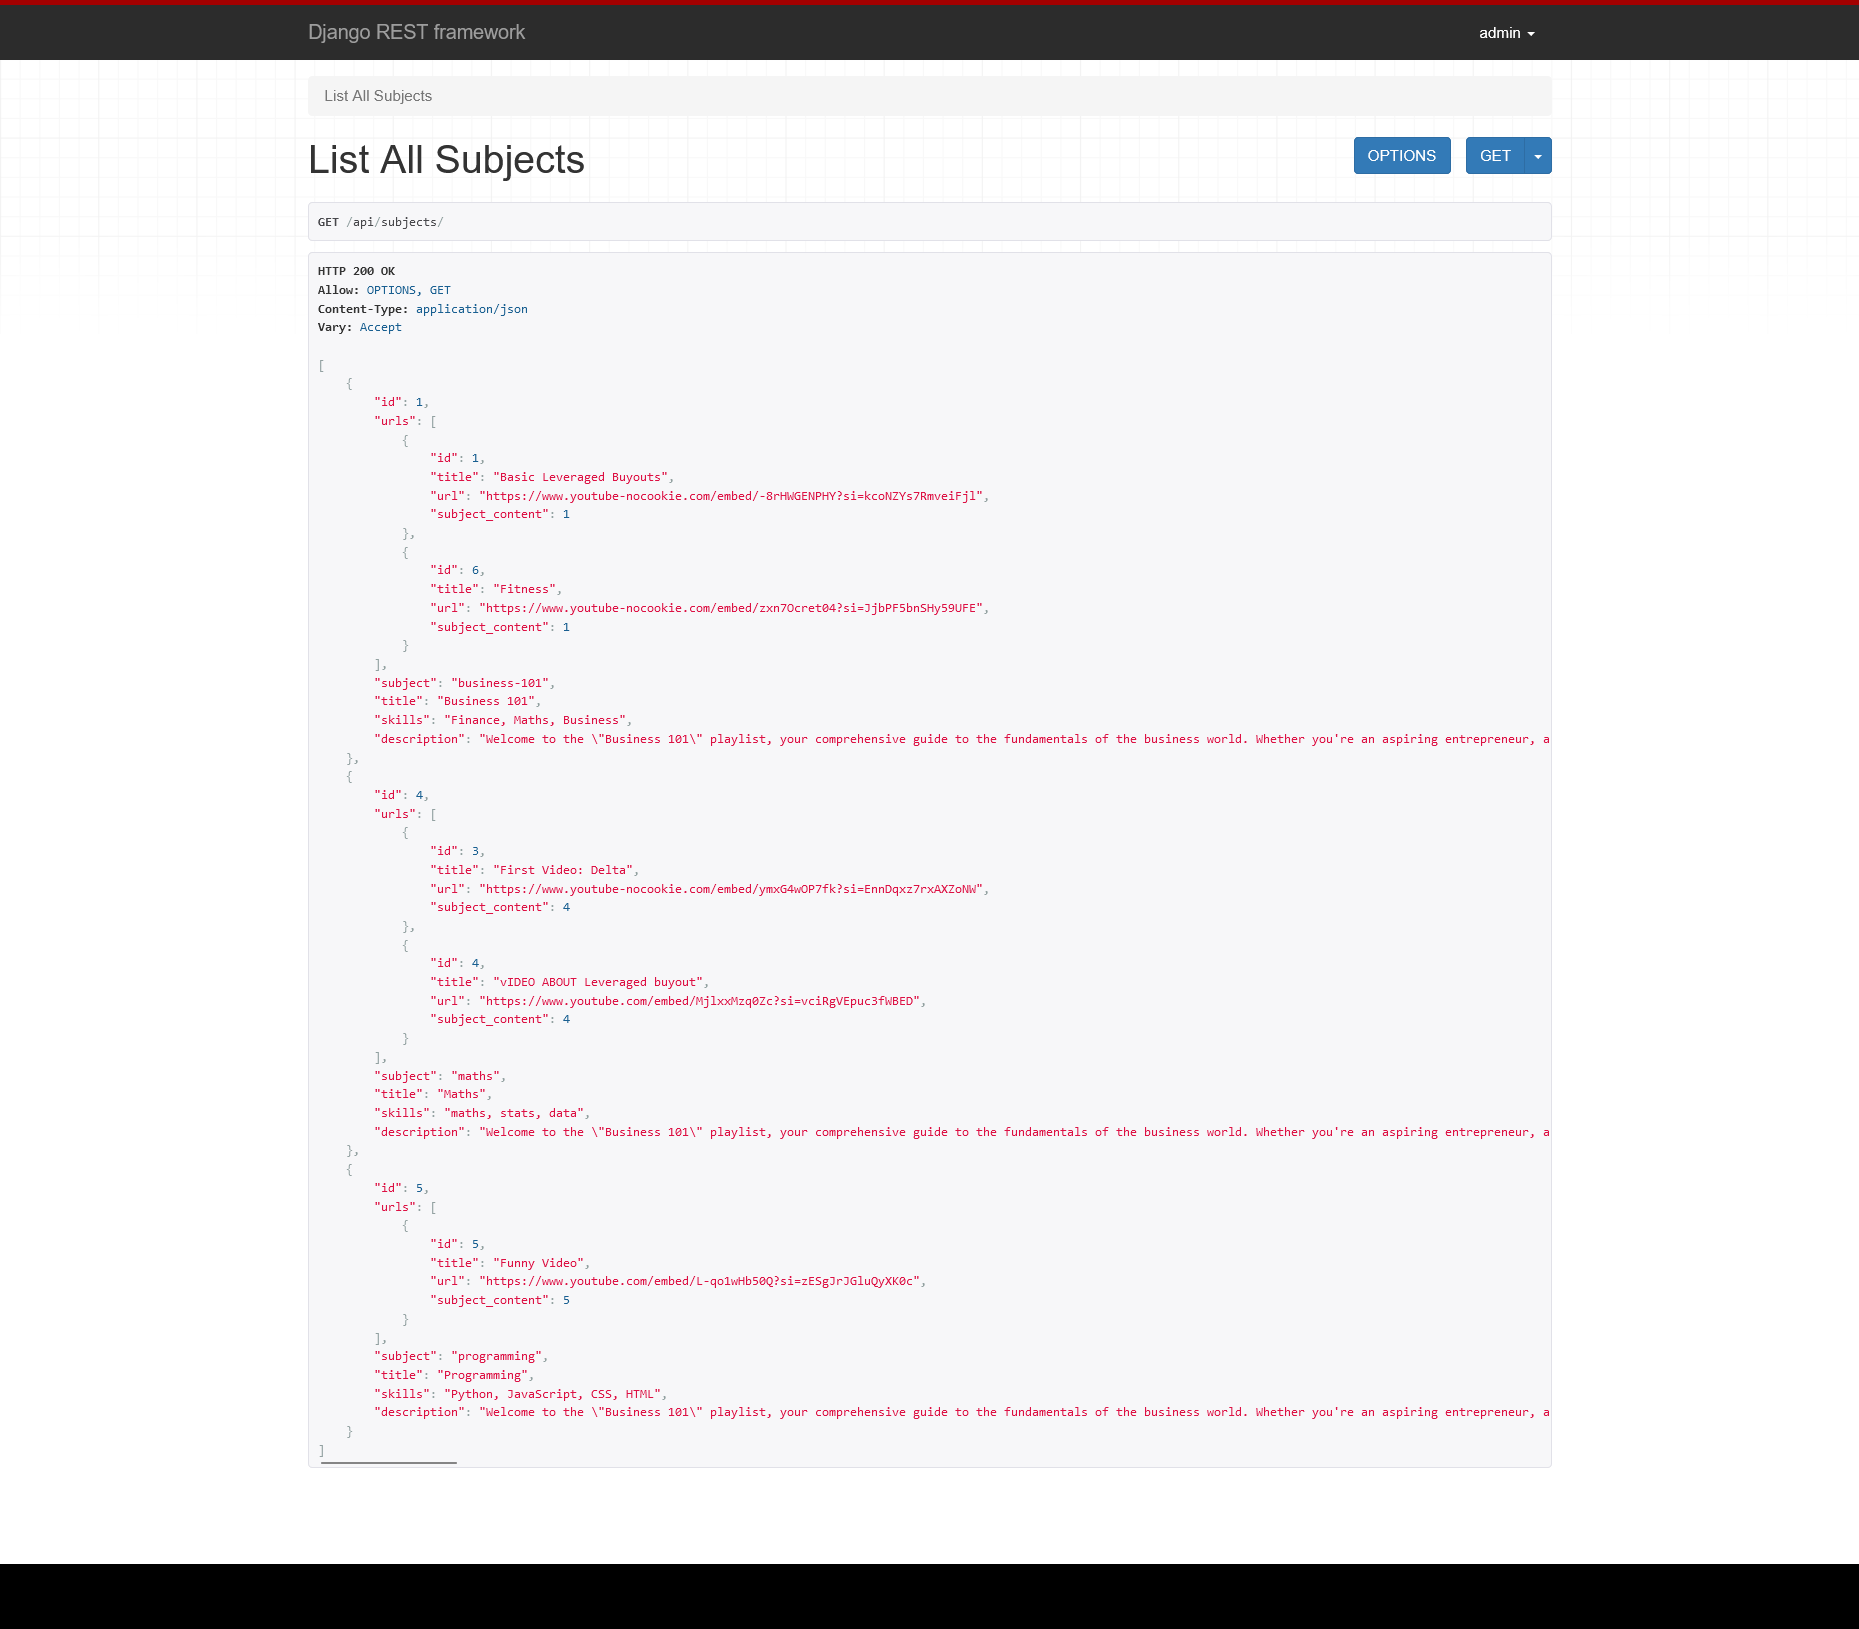 Django REST framework
admin
List All Subjects
List All Subjects
OPTIONS
GET
GET /api/subjects/
HTTP 200 OK
Allow: OPTIONS, GET
Content-Type: application/json
Vary: Accept
[
    {
        "id": 1,
        "urls": [
            {
                "id": 1,
                "title": "Basic Leveraged Buyouts",
                "url": "https://www.youtube-nocookie.com/embed/-8rHWGENPHY?si=kcoNZYs7RmveiFjl",
                "subject_content": 1
            },
            {
                "id": 6,
                "title": "Fitness",
                "url": "https://www.youtube-nocookie.com/embed/zxn7Ocret04?si=JjbPF5bnSHy59UFE",
                "subject_content": 1
            }
        ],
        "subject": "business-101",
        "title": "Business 101",
        "skills": "Finance, Maths, Business",
        "description": "Welcome to the \"Business 101\" playlist, your comprehensive guide to the fundamentals of the business world. Whether you're an aspiring entrepreneur, a
    },
    {
        "id": 4,
        "urls": [
            {
                "id": 3,
                "title": "First Video: Delta",
                "url": "https://www.youtube-nocookie.com/embed/ymxG4wOP7fk?si=EnnDqxz7rxAXZoNW",
                "subject_content": 4
            },
            {
                "id": 4,
                "title": "vIDEO ABOUT Leveraged buyout",
                "url": "https://www.youtube.com/embed/MjlxxMzq0Zc?si=vciRgVEpuc3fWBED",
                "subject_content": 4
            }
        ],
        "subject": "maths",
        "title": "Maths",
        "skills": "maths, stats, data",
        "description": "Welcome to the \"Business 101\" playlist, your comprehensive guide to the fundamentals of the business world. Whether you're an aspiring entrepreneur, a
    },
    {
        "id": 5,
        "urls": [
            {
                "id": 5,
                "title": "Funny Video",
                "url": "https://www.youtube.com/embed/L-qo1wHb50Q?si=zESgJrJGluQyXK0c",
                "subject_content": 5
            }
        ],
        "subject": "programming",
        "title": "Programming",
        "skills": "Python, JavaScript, CSS, HTML",
        "description": "Welcome to the \"Business 101\" playlist, your comprehensive guide to the fundamentals of the business world. Whether you're an aspiring entrepreneur, a
    }
]